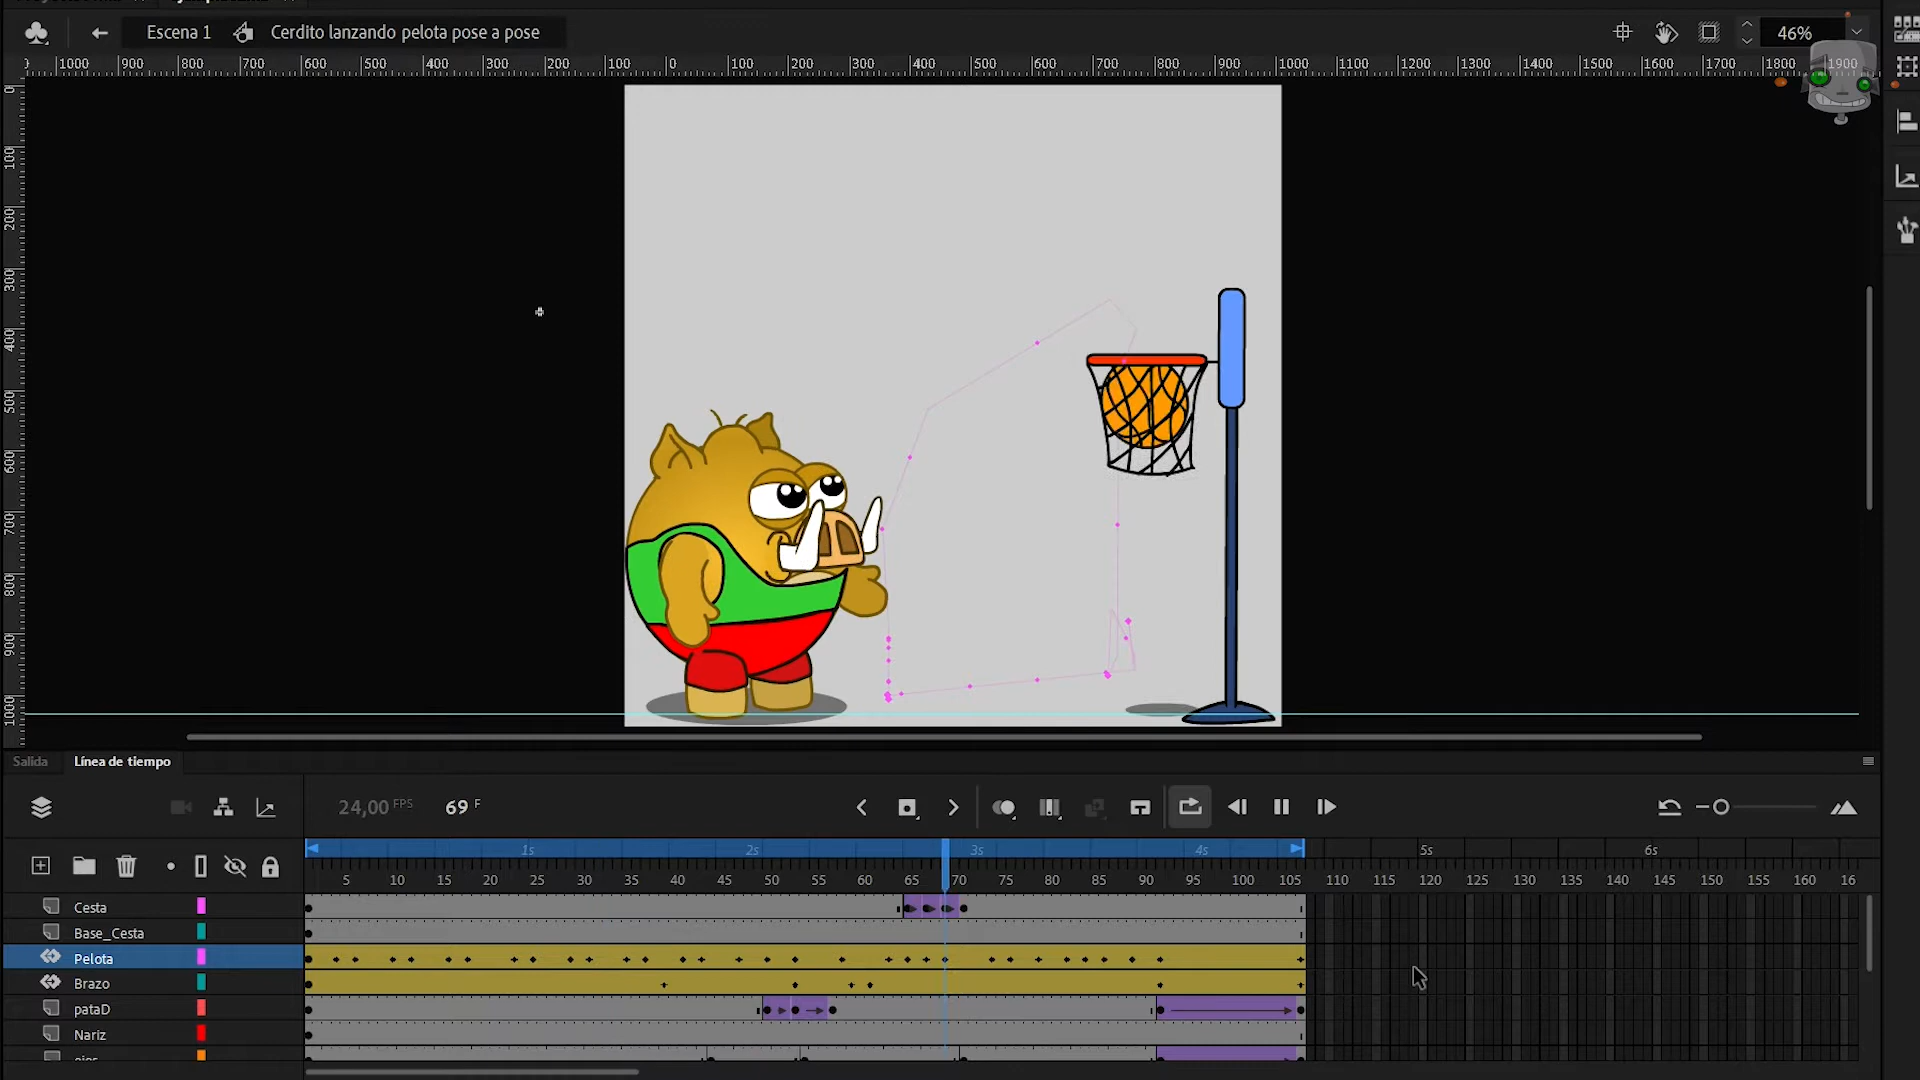 Escena 1 Cerdito lanzando pelota pose a pose 46%
1000 900 800 700 600 500 400 300 200 100 0 100 200 300 400 500 600 700 800 900 1000 1100 1200 1300 1400 1500 1600 1700 1800 1900
0
100
200
300
400
500
600
700
800
900
1000
Salida Línea de tiempo
24,00 FPS 69 F
1s 2s 3s 4s 5s 6s
5 10 15 20 25 30 35 40 45 50 55 60 65 70 75 80 85 90 95 100 105 110 115 120 125 130 135 140 145 150 155 160 16
Cesta
Base_Cesta
Pelota
Brazo
pataD
Nariz
ojos